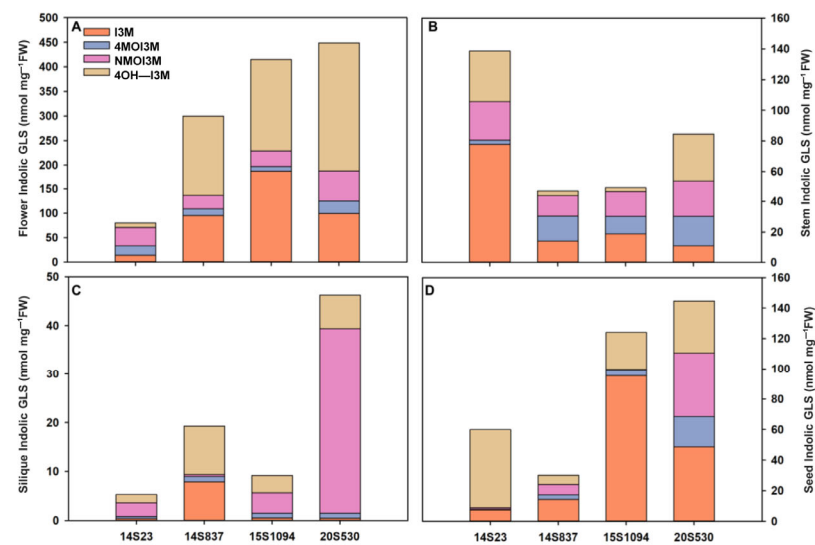 A
I3M
4MOI3M
NMOI3M
4OH—I3M
500
450
400
350
300
250
200
150
100
50
0
Flower Indolic GLS (nmol mg⁻¹FW)
B
160
140
120
100
80
60
40
20
0
Stem Indolic GLS (nmol mg⁻¹FW)
C
50
40
30
20
10
0
Silique Indolic GLS (nmol mg⁻¹FW)
14S23 14S837 15S1094 20S530
D
160
140
120
100
80
60
40
20
0
Seed Indolic GLS (nmol mg⁻¹FW)
14S23 14S837 15S1094 20S530